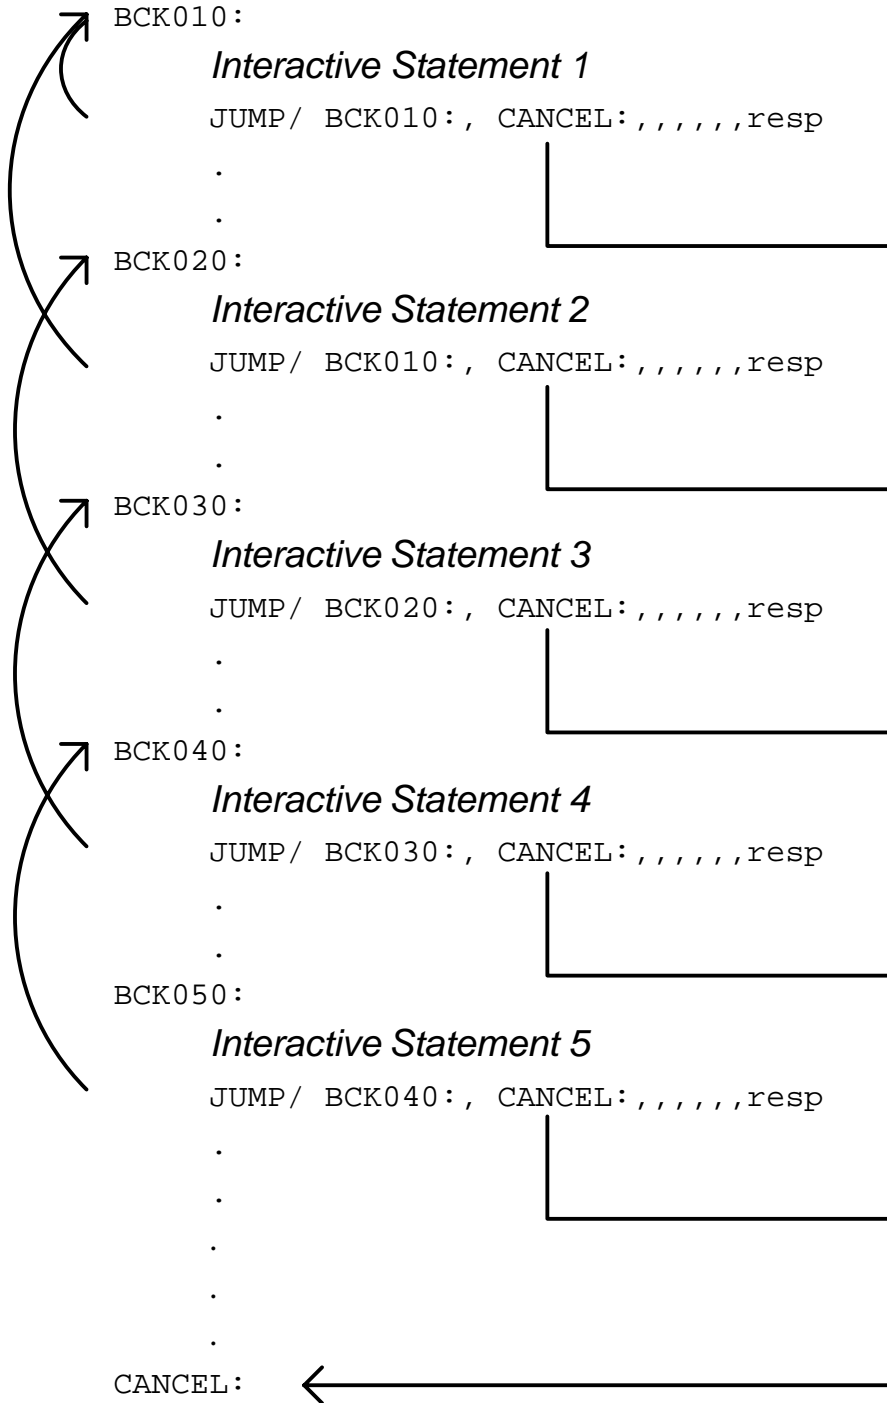 BCK010:
Interactive Statement 1
JUMP/ BCK010:, CANCEL:,,,,,,resp
.
.
BCK020:
Interactive Statement 2
JUMP/ BCK010:, CANCEL:,,,,,,resp
.
.
BCK030:
Interactive Statement 3
JUMP/ BCK020:, CANCEL:,,,,,,resp
.
.
BCK040:
Interactive Statement 4
JUMP/ BCK030:, CANCEL:,,,,,,resp
.
.
BCK050:
Interactive Statement 5
JUMP/ BCK040:, CANCEL:,,,,,,resp
.
.
.
.
.
CANCEL: